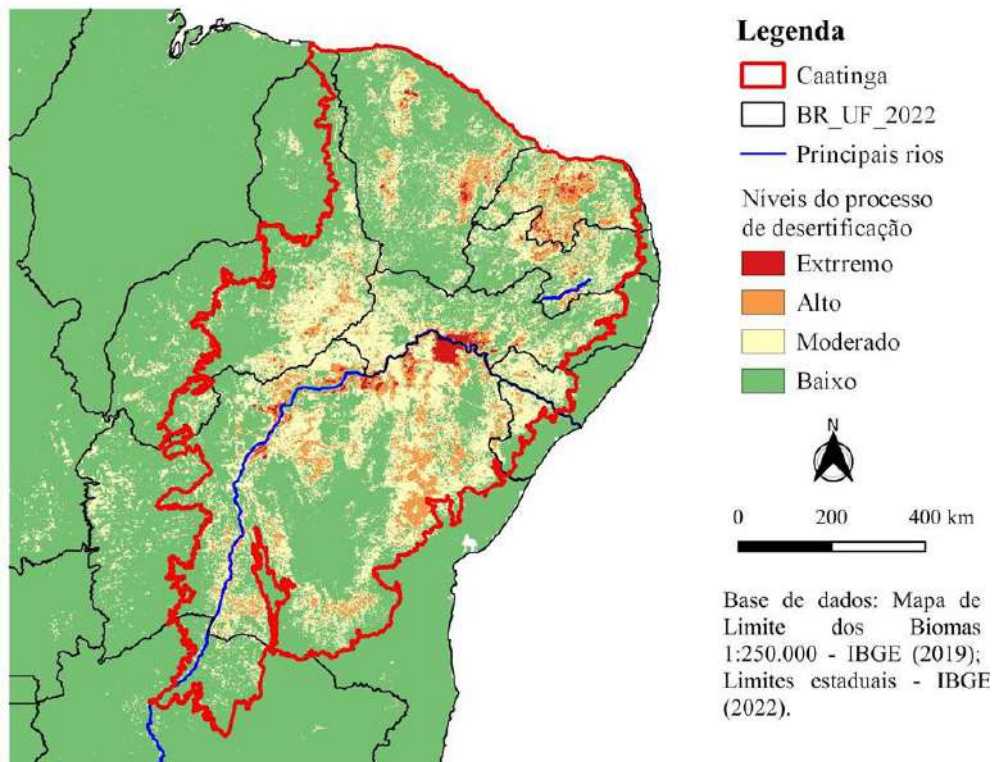 Legenda
Caatinga
BR_UF_2022
Principais rios
Níveis do processo
de desertificação
Extrremo
Alto
Moderado
Baixo
N
0 200 400 km
Base de dados: Mapa de
Limite dos Biomas
1:250.000 - IBGE (2019);
Limites estaduais - IBGE
(2022).